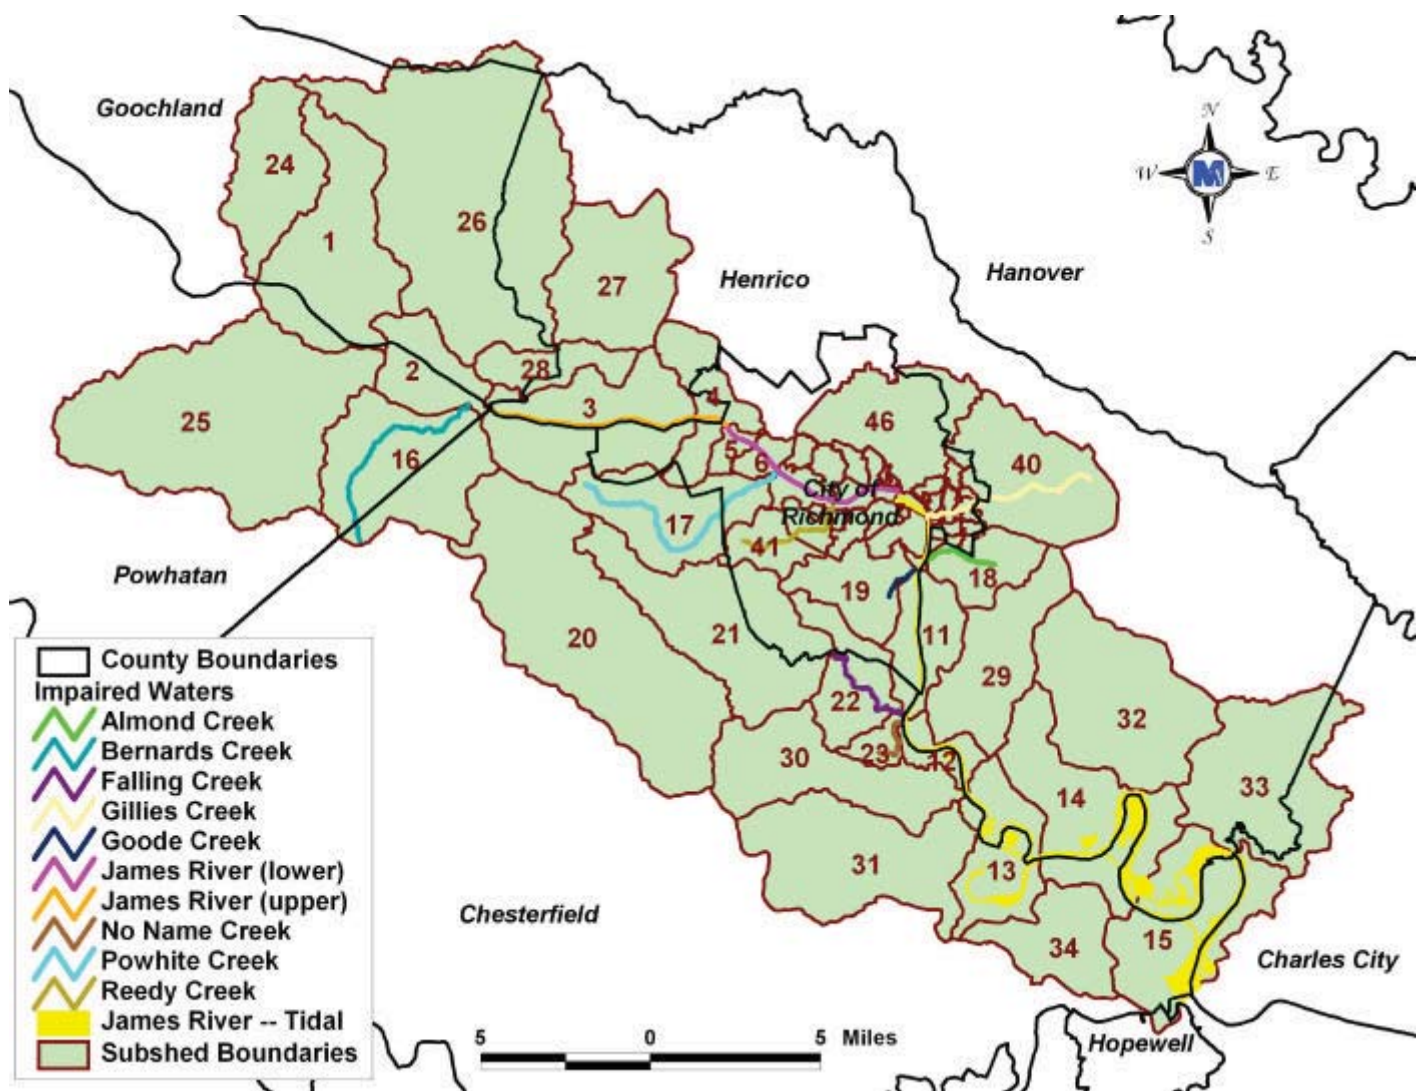 Goochland
N
W
E
S
24
26
1
Henrico
Hanover
27
28
2
3
4
25
46
16
5
6
40
City of
Richmond
17
41
Powhatan
18
19
20
21
11
29
22
32
30
23
12
33
14
31
13
Chesterfield
34
15
Charles City
Hopewell
County Boundaries
Impaired Waters
Almond Creek
Bernards Creek
Falling Creek
Gillies Creek
Goode Creek
James River (lower)
James River (upper)
No Name Creek
Powhite Creek
Reedy Creek
James River -- Tidal
Subshed Boundaries
5 0 5 Miles